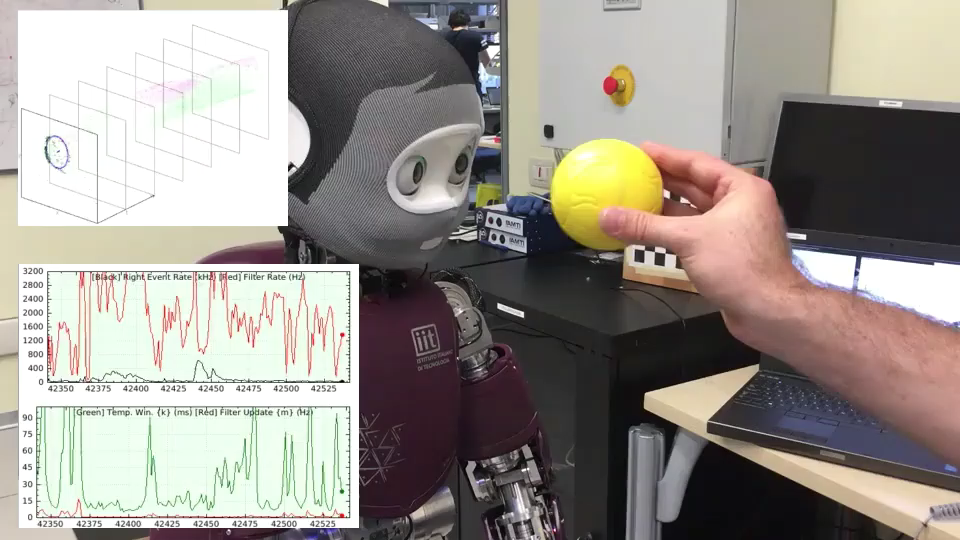 [Black] Right Event Rate {kHz} [Red] Filter Rate (Hz)
3200
2800
2400
2000
1600
1200
800
400
0
42350 42375 42400 42425 42450 42475 42500 42525
[Green] Temp. Win. {k} (ms) [Red] Filter Update {m} (Hz)
90
75
60
45
30
15
0
42350 42375 42400 42425 42450 42475 42500 42525
iit
ISTITUTO ITALIANO
DI TECNOLOGIA